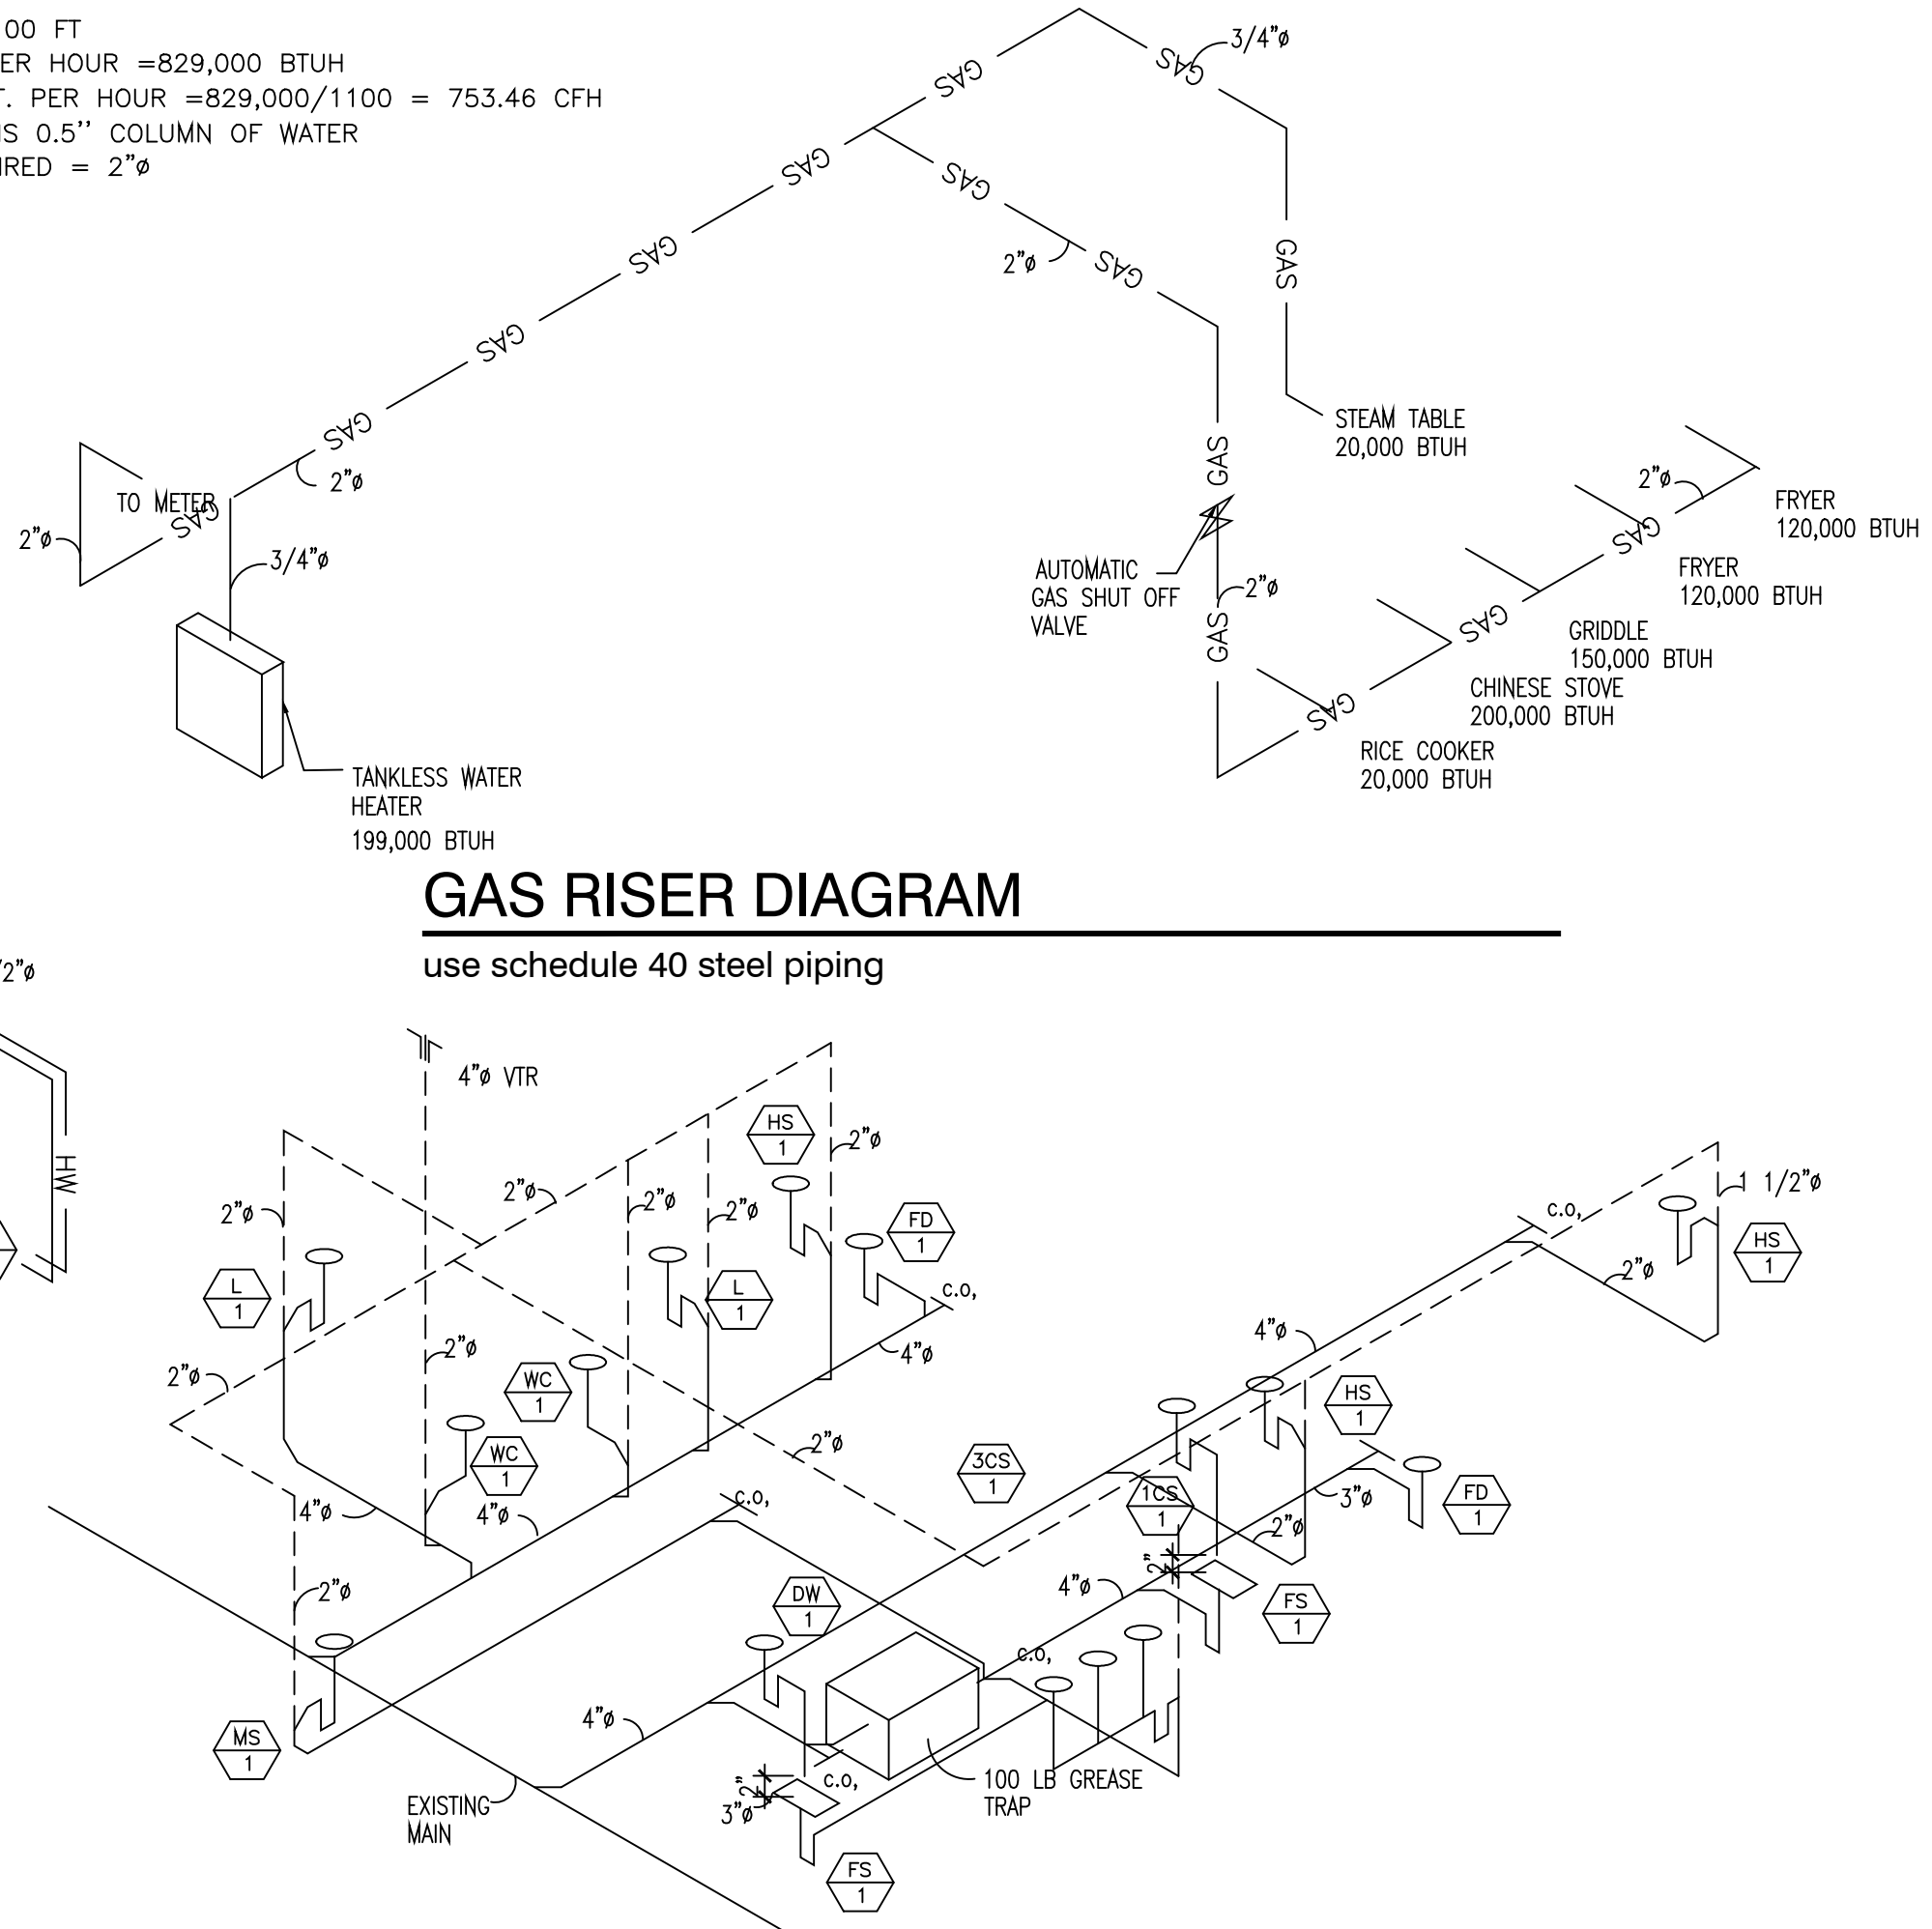 00 FT
ER HOUR =829,000 BTUH
T. PER HOUR =829,000/1100 = 753.46 CFH
IS 0.5’’ COLUMN OF WATER
IRED = 2”ø
GAS
GAS
3/4”ø
GAS
GAS
GAS
2”ø
GAS
GAS
GAS
GAS
GAS
2”ø
TO METER
GAS
2”ø
3/4”ø
TANKLESS WATER
HEATER
199,000 BTUH
STEAM TABLE
20,000 BTUH
GAS
AUTOMATIC
GAS SHUT OFF
VALVE
2”ø
GAS
2”ø
FRYER
120,000 BTUH
GAS
FRYER
120,000 BTUH
GAS
GRIDDLE
150,000 BTUH
CHINESE STOVE
200,000 BTUH
GAS
RICE COOKER
20,000 BTUH
GAS RISER DIAGRAM
use schedule 40 steel piping
/2”ø
HW
4”ø VTR
HS
1
2”ø
2”ø
2”ø
2”ø
2”ø
FD
1
c.o,
L
1
L
1
4”ø
2”ø
2”ø
WC
1
WC
1
4”ø
4”ø
2”ø
c.o,
2”ø
MS
1
EXISTING
MAIN
4”ø
DW
1
3CS
1
1CS
1
4”ø
c.o,
1 1/2”ø
HS
1
2”ø
HS
1
3”ø
FD
1
2”ø
2”
FS
1
4”ø
c.o,
2”
3”ø
c.o,
100 LB GREASE
TRAP
FS
1